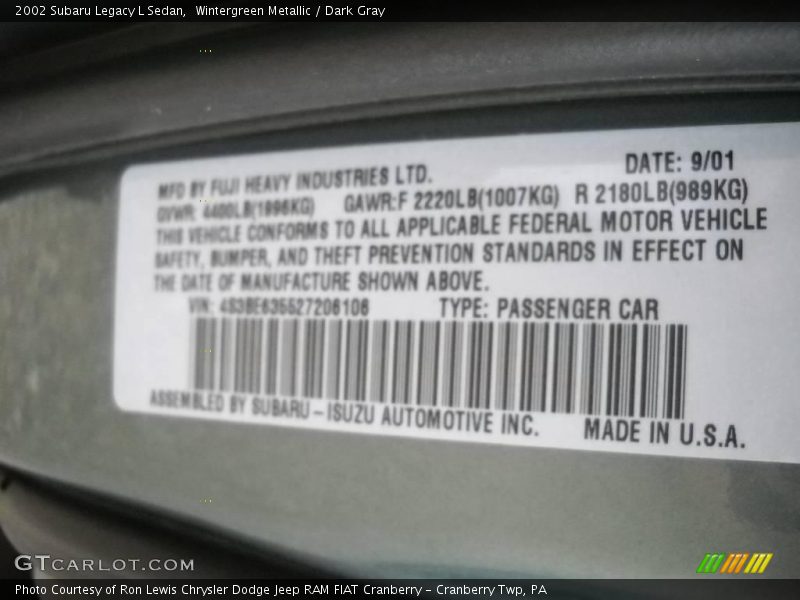 2002 Subaru Legacy L Sedan, Wintergreen Metallic / Dark Gray
DATE: 9/01
MFD BY FUJI HEAVY INDUSTRIES LTD.
GVWR: 4400LB(1996KG) GAWR:F 2220LB(1007KG) R 2180LB(989KG)
THIS VEHICLE CONFORMS TO ALL APPLICABLE FEDERAL MOTOR VEHICLE
SAFETY, BUMPER, AND THEFT PREVENTION STANDARDS IN EFFECT ON
THE DATE OF MANUFACTURE SHOWN ABOVE.
VIN: 4S3BE635527206106 TYPE: PASSENGER CAR
ASSEMBLED BY SUBARU-ISUZU AUTOMOTIVE INC. MADE IN U.S.A.
GTCARLOT.COM
Photo Courtesy of Ron Lewis Chrysler Dodge Jeep RAM FIAT Cranberry - Cranberry Twp, PA